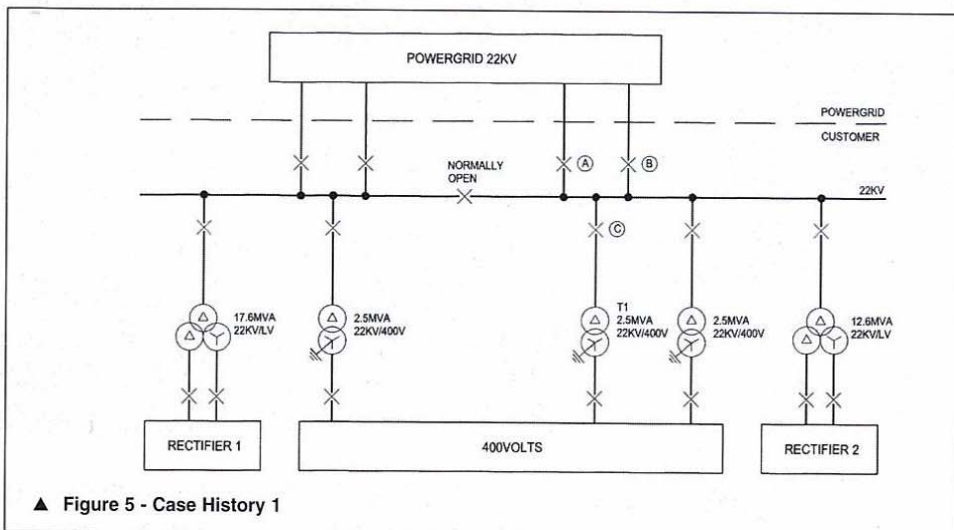 POWERGRID 22KV
POWERGRID
CUSTOMER
NORMALLY
OPEN
A
B
22KV
C
17.6MVA
22KV/LV
2.5MVA
22KV/400V
T1
2.5MVA
22KV/400V
2.5MVA
22KV/400V
12.6MVA
22KV/LV
RECTIFIER 1
400VOLTS
RECTIFIER 2
▲ Figure 5 - Case History 1